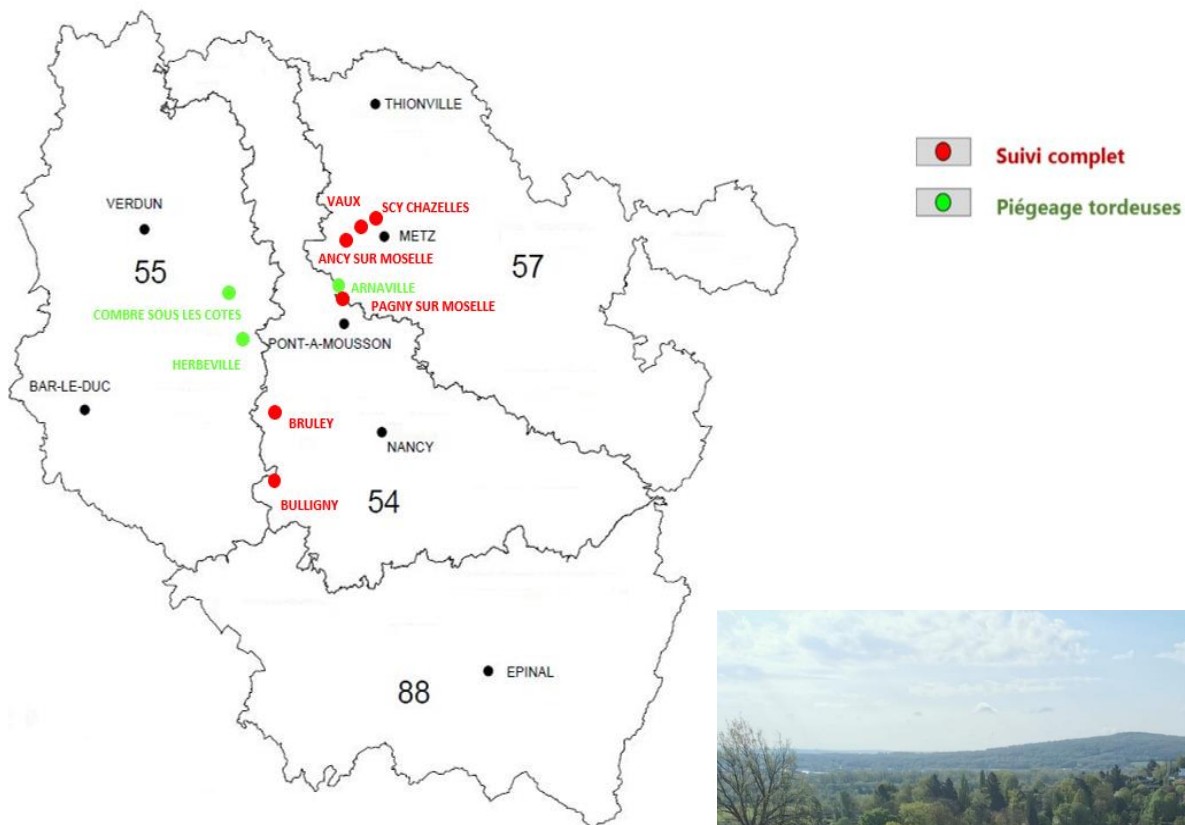 THIONVILLE
Suivi complet
Piégeage tordeuses
VERDUN
VAUX
SCY CHAZELLES
METZ
ANCY SUR MOSELLE
55
57
ARNAVILLE
PAGNY SUR MOSELLE
COMBRE SOUS LES COTES
PONT-A-MOUSSON
HERBEVILLE
BAR-LE-DUC
BRULEY
NANCY
BULLIGNY
54
EPINAL
88